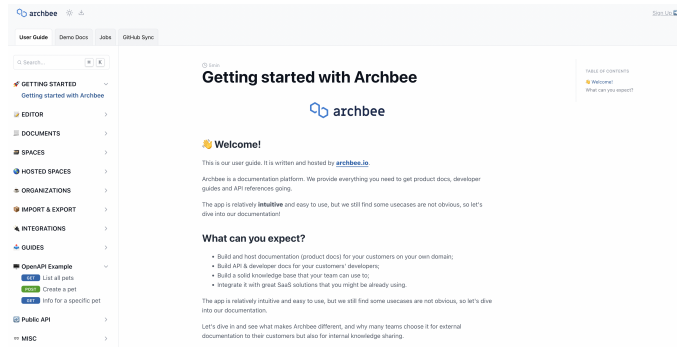 archbee
Sign Up
User Guide Demo Docs Jobs GitHub Sync
Search... ⌘ K
GETTING STARTED
Getting started with Archbee
EDITOR
DOCUMENTS
SPACES
HOSTED SPACES
ORGANIZATIONS
IMPORT & EXPORT
INTEGRATIONS
GUIDES
OpenAPI Example
GET List all pets
POST Create a pet
GET Info for a specific pet
Public API
MISC
Getting started with Archbee
archbee
👋 Welcome!
This is our user guide. It is written and hosted by archbee.io.
Archbee is a documentation platform. We provide everything you need to get product docs, developer
guides and API references going.
The app is relatively intuitive and easy to use, but we still find some usecases are not obvious, so let's
dive into our documentation!
What can you expect?
• Build and host documentation (product docs) for your customers on your own domain;
• Build API & developer docs for your customers' developers;
• Build a solid knowledge base that your team can use to;
• Integrate it with great SaaS solutions that you might be already using.
The app is relatively intuitive and easy to use, but we still find some usecases are not obvious, so let's dive
into our documentation.
Let's dive in and see what makes Archbee different, and why many teams choose it for external
documentation to their customers but also for internal knowledge sharing.
TABLE OF CONTENTS
👋 Welcome!
What can you expect?